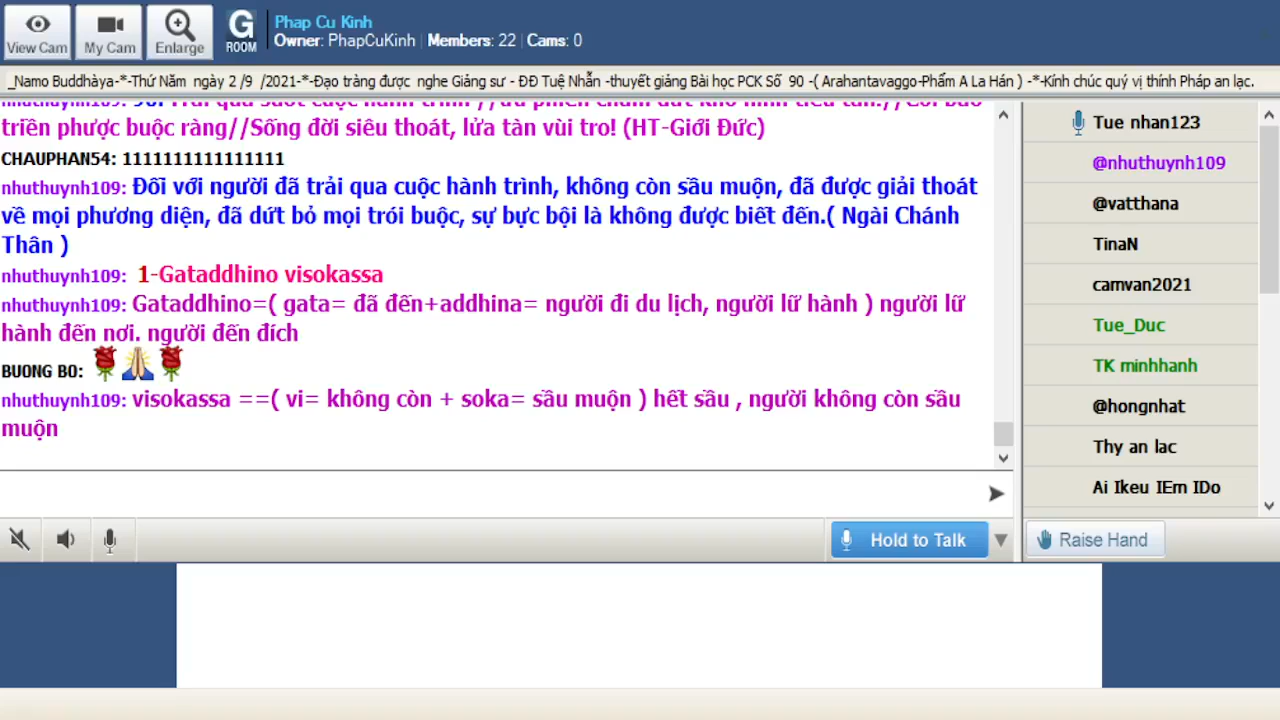 View Cam
My Cam
Enlarge
G
ROOM
Phap Cu Kinh
Owner: PhapCuKinh | Members: 22 | Cams: 0
_Namo Buddhàya-*-Thứ Năm ngày 2 /9 /2021-*-Đạo tràng được nghe Giảng sư - ĐĐ Tuệ Nhẫn -thuyết giảng Bài học PCK Số 90 -( Arahantavaggo-Phẩm A La Hán ) -*-Kính chúc quý vị thính Pháp an lạc.
triền phược buộc ràng//Sống đời siêu thoát, lửa tàn vùi tro! (HT-Giới Đức)
CHAUPHAN54: 1111111111111111
nhuthuynh109: Đối với người đã trải qua cuộc hành trình, không còn sầu muộn, đã được giải thoát
về mọi phương diện, đã dứt bỏ mọi trói buộc, sự bực bội là không được biết đến.( Ngài Chánh
Thân )
nhuthuynh109: 1-Gataddhino visokassa
nhuthuynh109: Gataddhino=( gata= đã đến+addhina= người đi du lịch, người lữ hành ) người lữ
hành đến nơi. người đến đích
BUONG BO:
nhuthuynh109: visokassa ==( vi= không còn + soka= sầu muộn ) hết sầu , người không còn sầu
muộn
Tue nhan123
@nhuthuynh109
@vatthana
TinaN
camvan2021
Tue_Duc
TK minhhanh
@hongnhat
Thy an lac
Ai Ikeu IEm IDo
Hold to Talk
Raise Hand